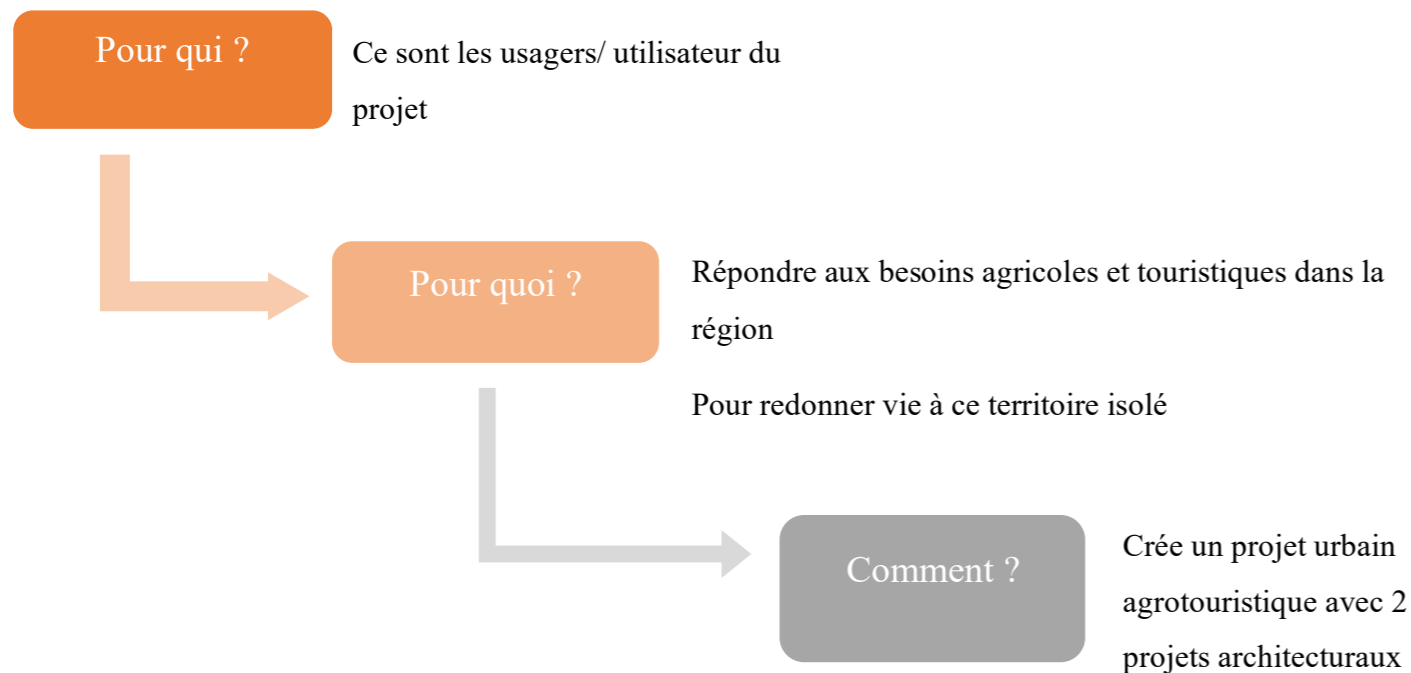 Pour qui ?
Ce sont les usagers/ utilisateur du
projet
Pour quoi ?
Répondre aux besoins agricoles et touristiques dans la
région
Pour redonner vie à ce territoire isolé
Comment ?
Crée un projet urbain
agrotouristique avec 2
projets architecturaux